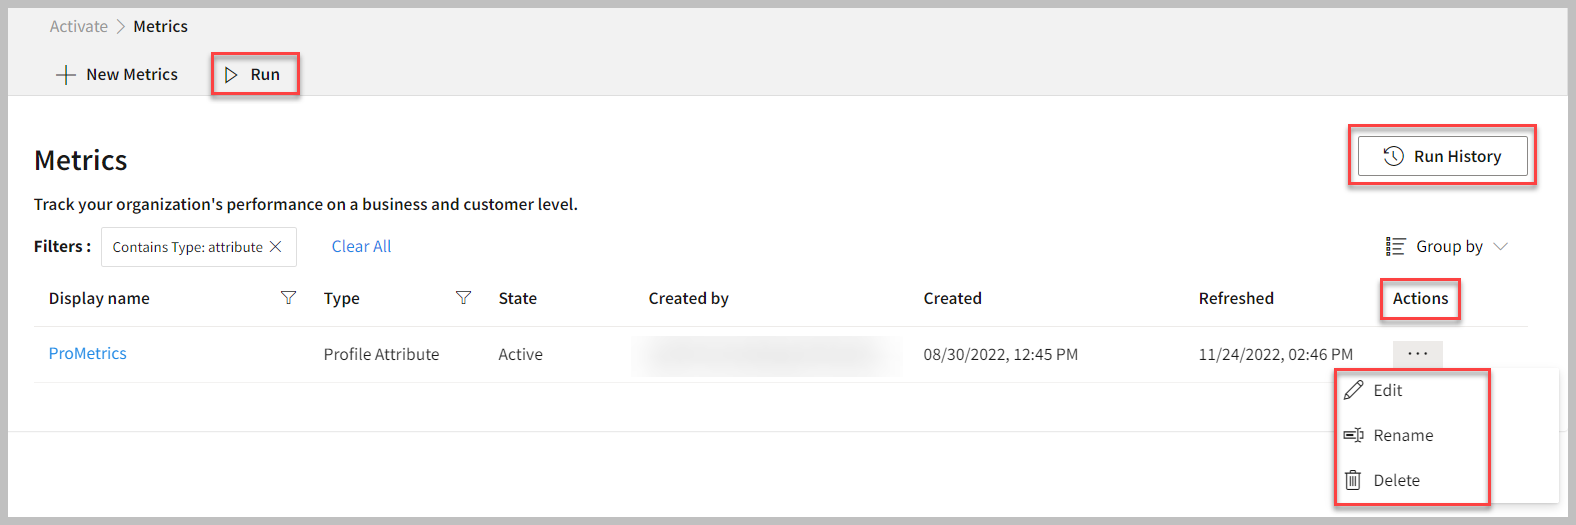 Activate > Metrics
New Metrics Run
Metrics
Run History
Track your organization's performance on a business and customer level.
Filters : Contains Type: attribute × Clear All Group by
Display name Type State Created by Created Refreshed Actions
ProMetrics Profile Attribute Active 08/30/2022, 12:45 PM 11/24/2022, 02:46 PM ...
Edit
Rename
Delete